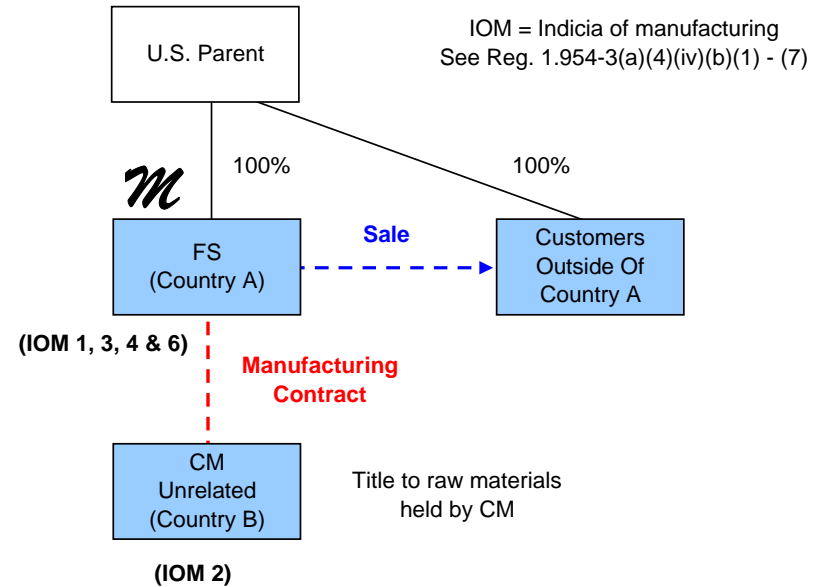 U.S. Parent
IOM = Indicia of manufacturing
See Reg. 1.954-3(a)(4)(iv)(b)(1) - (7)
M
100%
100%
FS
(Country A)
Sale
Customers
Outside Of
Country A
(IOM 1, 3, 4 & 6)
Manufacturing
Contract
CM
Unrelated
(Country B)
Title to raw materials
held by CM
(IOM 2)